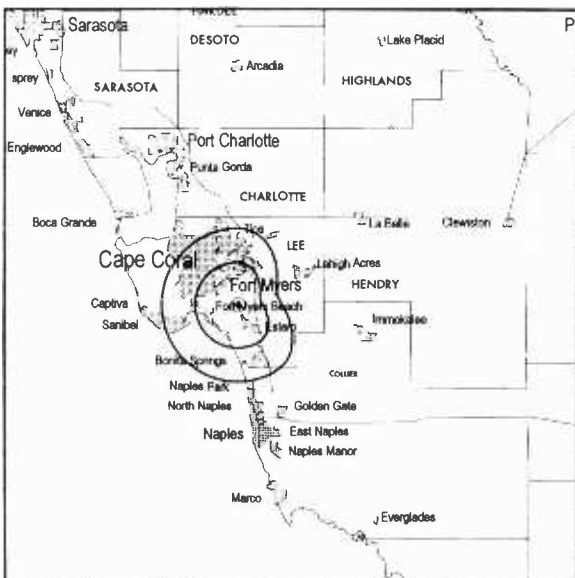 Sarasota
DESOTO
Lake Placid
P
Arcadia
HIGHLANDS
sprey
SARASOTA
Venice
Port Charlotte
Englewood
Punta Gorda
CHARLOTTE
Boca Grande
La Belle
Clewiston
Tice
LEE
Cape Coral
Lehigh Acres
Fort Myers
HENDRY
Captiva
Fort Myers Beach
Sanibel
Estero
Immokalee
Bonita Springs
COLLIER
Naples Park
North Naples
Golden Gate
Naples
East Naples
Naples Manor
Marco
Everglades